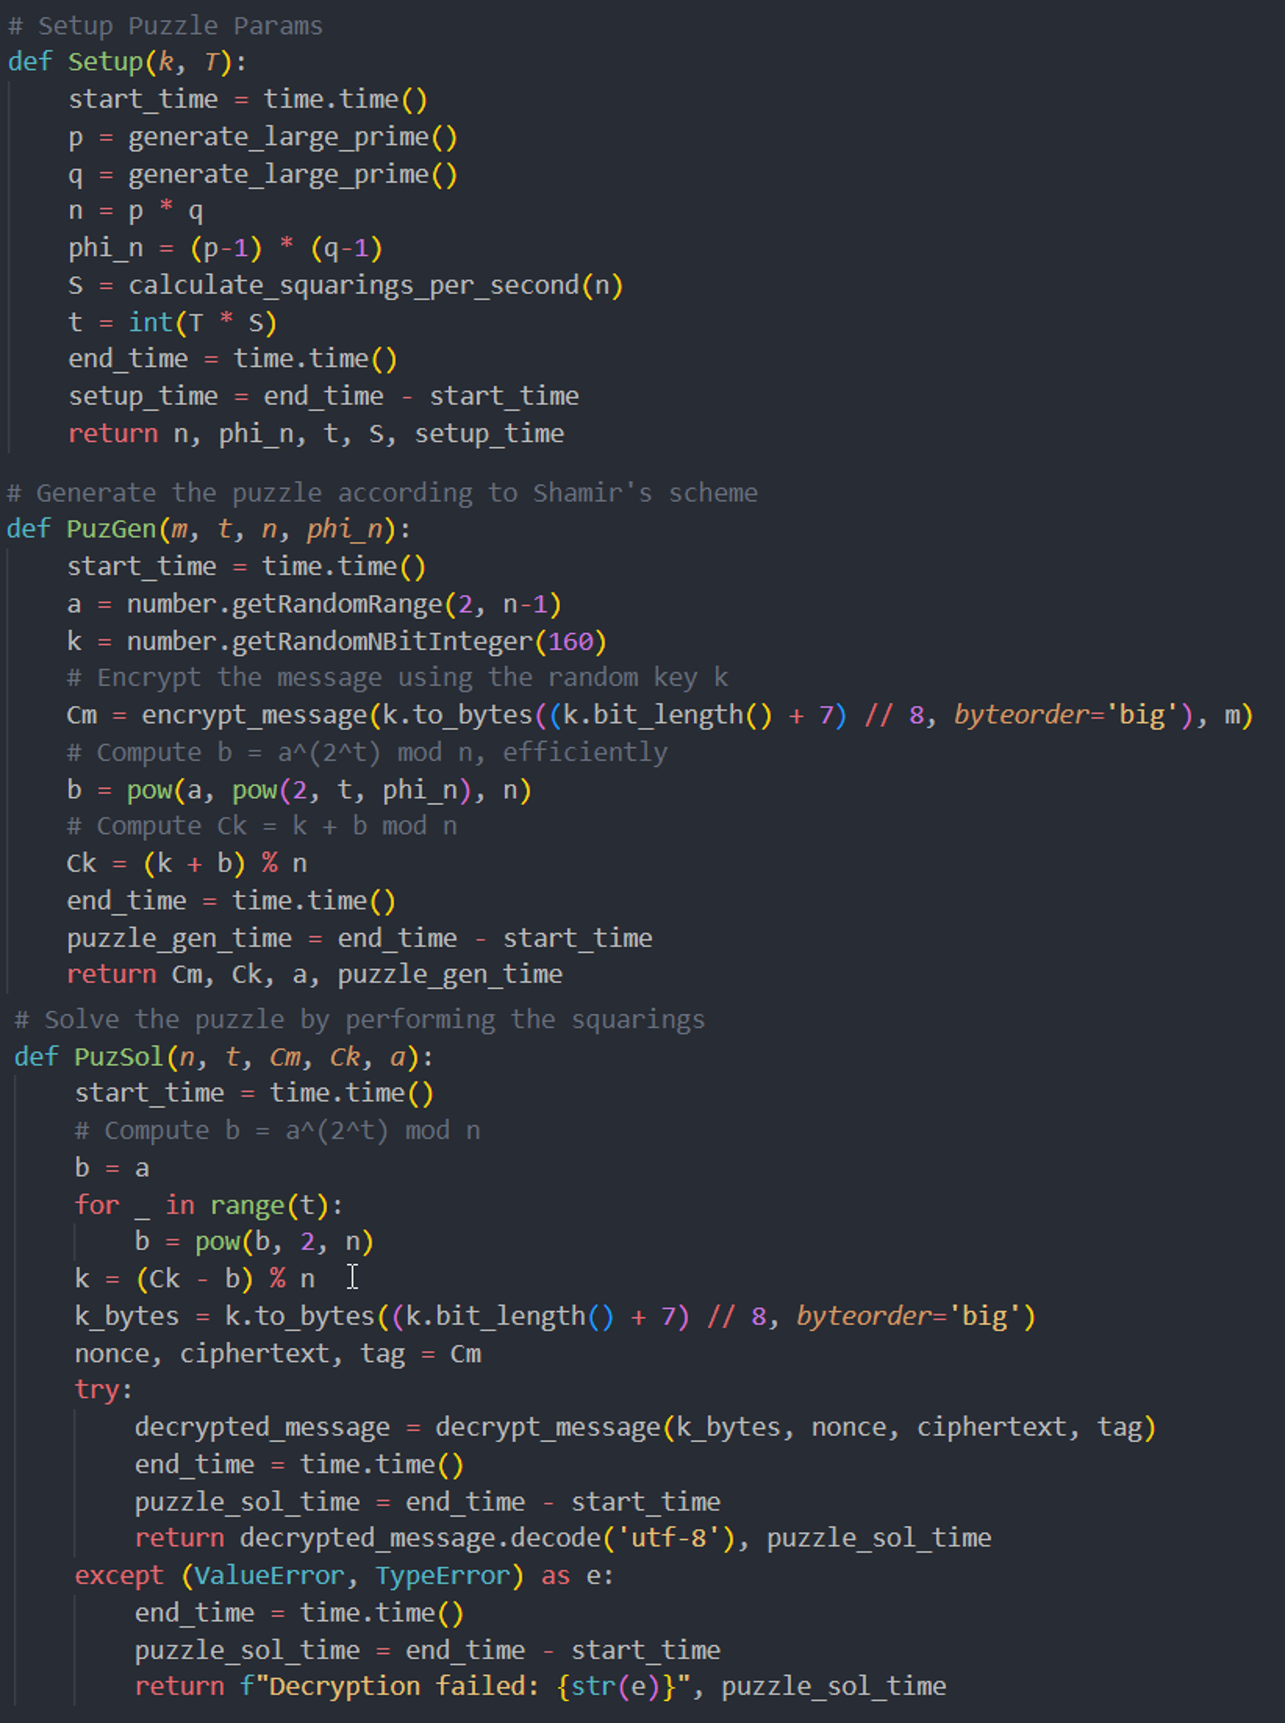 # Setup Puzzle Params
def Setup(k, T):
    start_time = time.time()
    p = generate_large_prime()
    q = generate_large_prime()
    n = p * q
    phi_n = (p-1) * (q-1)
    S = calculate_squarings_per_second(n)
    t = int(T * S)
    end_time = time.time()
    setup_time = end_time - start_time
    return n, phi_n, t, S, setup_time
# Generate the puzzle according to Shamir's scheme
def PuzGen(m, t, n, phi_n):
    start_time = time.time()
    a = number.getRandomRange(2, n-1)
    k = number.getRandomNBitInteger(160)
    # Encrypt the message using the random key k
    Cm = encrypt_message(k.to_bytes((k.bit_length() + 7) // 8, byteorder='big'), m)
    # Compute b = a^(2^t) mod n, efficiently
    b = pow(a, pow(2, t, phi_n), n)
    # Compute Ck = k + b mod n
    Ck = (k + b) % n
    end_time = time.time()
    puzzle_gen_time = end_time - start_time
    return Cm, Ck, a, puzzle_gen_time
# Solve the puzzle by performing the squarings
def PuzSol(n, t, Cm, Ck, a):
    start_time = time.time()
    # Compute b = a^(2^t) mod n
    b = a
    for _ in range(t):
        b = pow(b, 2, n)
    k = (Ck - b) % n
    k_bytes = k.to_bytes((k.bit_length() + 7) // 8, byteorder='big')
    nonce, ciphertext, tag = Cm
    try:
        decrypted_message = decrypt_message(k_bytes, nonce, ciphertext, tag)
        end_time = time.time()
        puzzle_sol_time = end_time - start_time
        return decrypted_message.decode('utf-8'), puzzle_sol_time
    except (ValueError, TypeError) as e:
        end_time = time.time()
        puzzle_sol_time = end_time - start_time
        return f"Decryption failed: {str(e)}", puzzle_sol_time